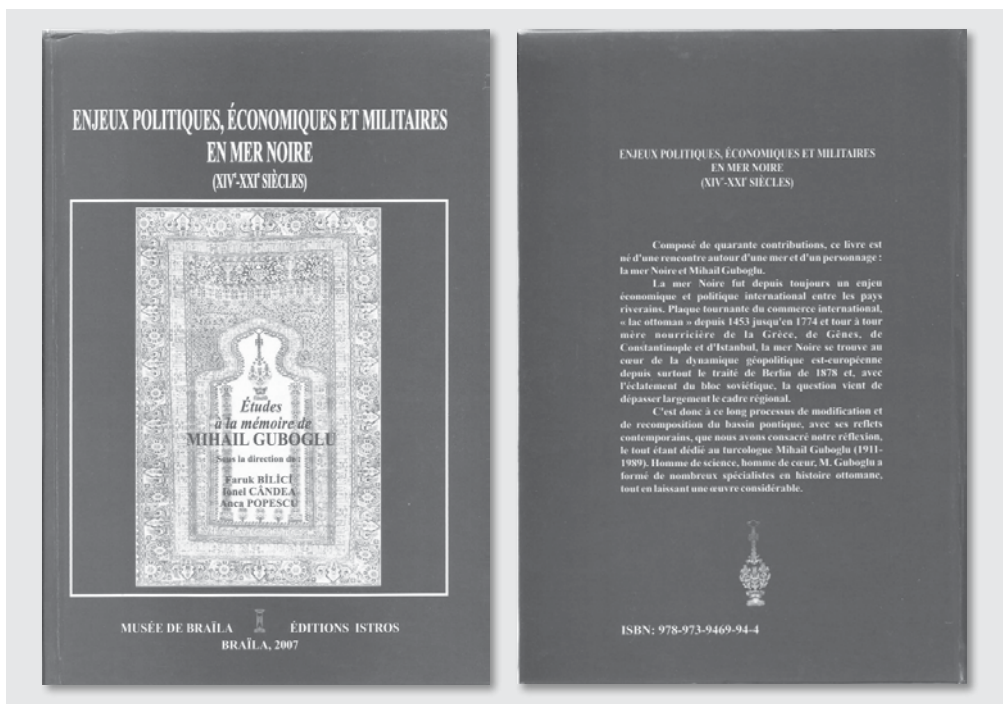 ENJEUX POLITIQUES, ÉCONOMIQUES ET MILITAIRES
EN MER NOIRE
(XIVᵉ-XXIᵉ SIÈCLES)
Études
à la mémoire de
MIHAIL GUBOGLU
Sous la direction de :
Faruk BİLİCİ
Ionel CÂNDEA
Anca POPESCU
MUSÉE DE BRAÏLA ÉDITIONS ISTROS
BRAÏLA, 2007
ENJEUX POLITIQUES, ÉCONOMIQUES ET MILITAIRES
EN MER NOIRE
(XIVᵉ-XXIᵉ SIÈCLES)
Composé de quarante contributions, ce livre est
né d'une rencontre autour d'une mer et d'un personnage :
la mer Noire et Mihail Guboglu.
La mer Noire fut depuis toujours un enjeu
économique et politique international entre les pays
riverains. Plaque tournante du commerce international,
« lac ottoman » depuis 1453 jusqu'en 1774 et tour à tour
mère nourricière de la Grèce, de Gênes, de
Constantinople et d'Istanbul, la mer Noire se trouve au
cœur de la dynamique géopolitique est-européenne
depuis surtout le traité de Berlin de 1878 et, avec
l'éclatement du bloc soviétique, la question vient de
dépasser largement le cadre régional.
C'est donc à ce long processus de modification et
de recomposition du bassin pontique, avec ses reflets
contemporains, que nous avons consacré notre réflexion,
le tout étant dédié au turcologue Mihail Guboglu (1911-
1989). Homme de science, homme de cœur, M. Guboglu a
formé de nombreux spécialistes en histoire ottomane,
tout en laissant une œuvre considérable.
ISBN: 978-973-9469-94-4